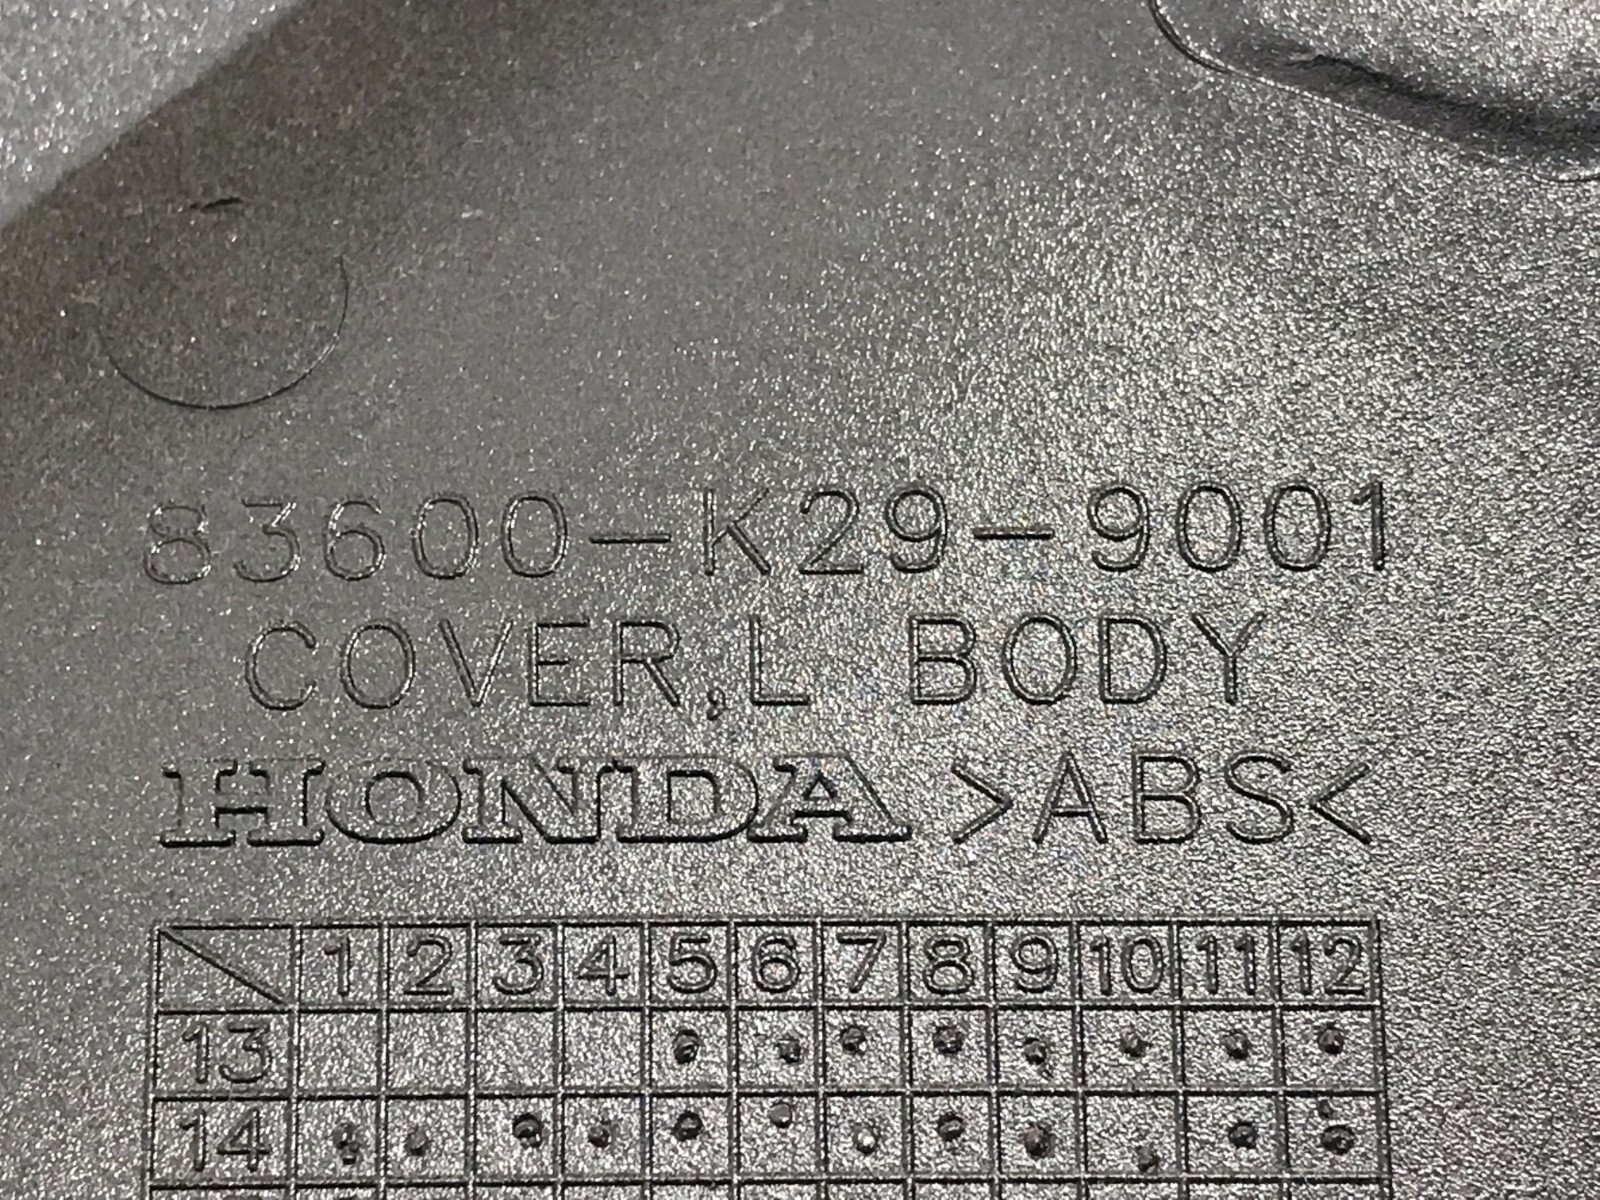 83600-K29-9001
COVER,L BODY
HONDA >ABS<
1 2 3 4 5 6 7 8 9 10 11 12
13
14